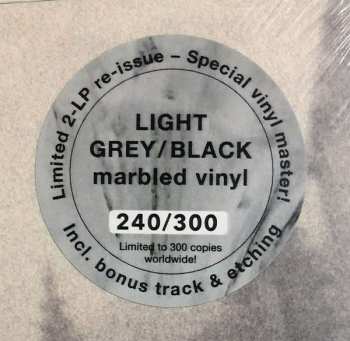 Limited 2-LP re-issue – Special vinyl master!
LIGHT
GREY/BLACK
marbled vinyl
240/300
Limited to 300 copies
worldwide!
Incl. bonus track & etching